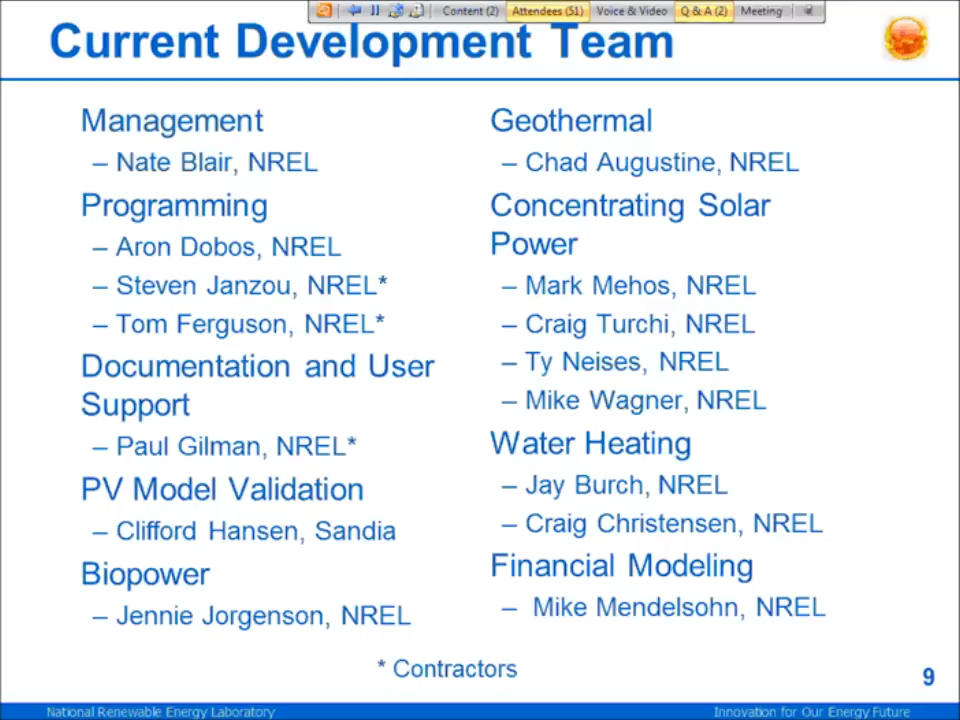 Content (2) Attendees (51) Voice & Video Q & A (2) Meeting
Current Development Team
Management
– Nate Blair, NREL
Programming
– Aron Dobos, NREL
– Steven Janzou, NREL*
– Tom Ferguson, NREL*
Documentation and User
Support
– Paul Gilman, NREL*
PV Model Validation
– Clifford Hansen, Sandia
Biopower
– Jennie Jorgenson, NREL
Geothermal
– Chad Augustine, NREL
Concentrating Solar
Power
– Mark Mehos, NREL
– Craig Turchi, NREL
– Ty Neises, NREL
– Mike Wagner, NREL
Water Heating
– Jay Burch, NREL
– Craig Christensen, NREL
Financial Modeling
– Mike Mendelsohn, NREL
* Contractors
9
National Renewable Energy Laboratory
Innovation for Our Energy Future